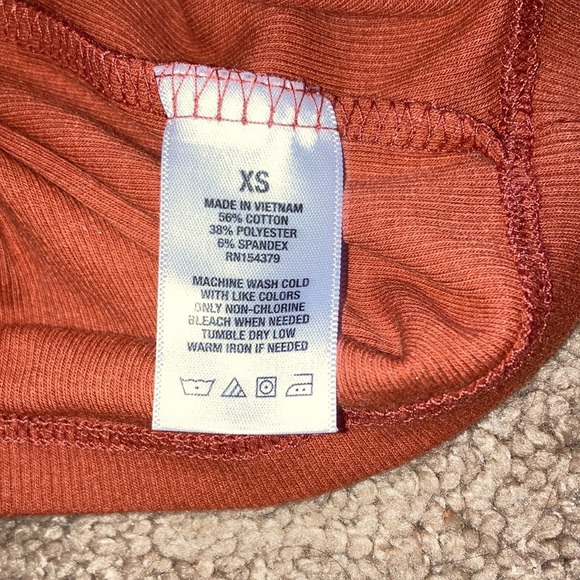 XS
MADE IN VIETNAM
56% COTTON
38% POLYESTER
6% SPANDEX
RN154379
MACHINE WASH COLD
WITH LIKE COLORS
ONLY NON-CHLORINE
BLEACH WHEN NEEDED
TUMBLE DRY LOW
WARM IRON IF NEEDED